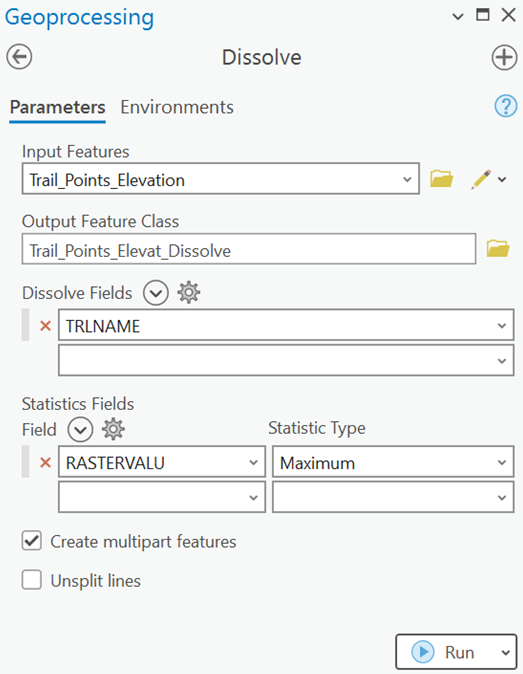 Geoprocessing
Dissolve
Parameters Environments
Input Features
Trail_Points_Elevation
Output Feature Class
Trail_Points_Elevat_Dissolve
Dissolve Fields
TRLNAME
Statistics Fields
Field Statistic Type
RASTERVALU Maximum
Create multipart features
Unsplit lines
Run